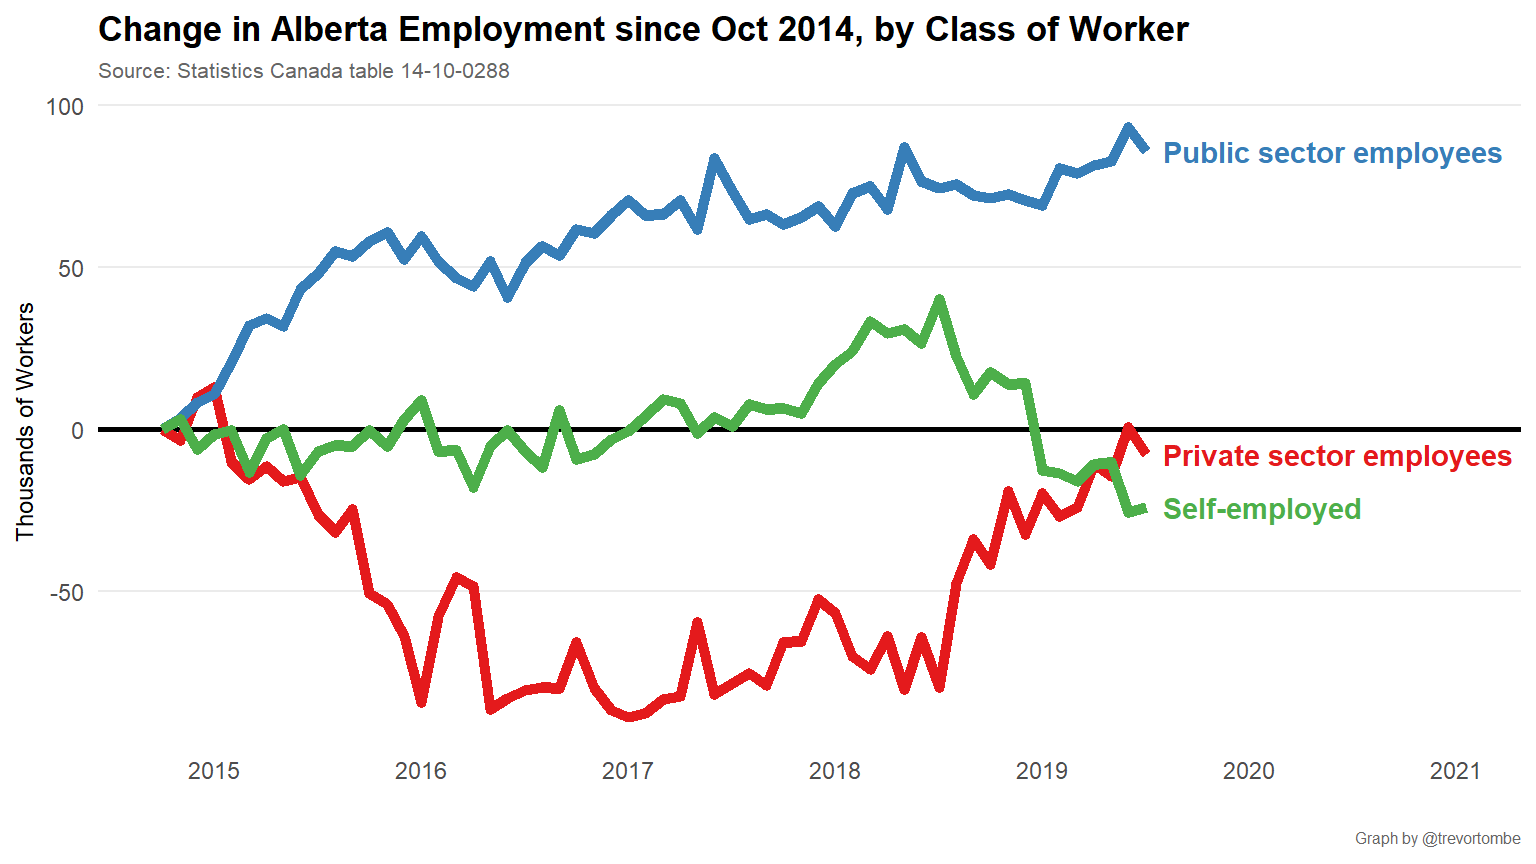 Change in Alberta Employment since Oct 2014, by Class of Worker
Source: Statistics Canada table 14-10-0288
Thousands of Workers
100
50
0
-50
Public sector employees
Private sector employees
Self-employed
2015 2016 2017 2018 2019 2020 2021
Graph by @trevortombe